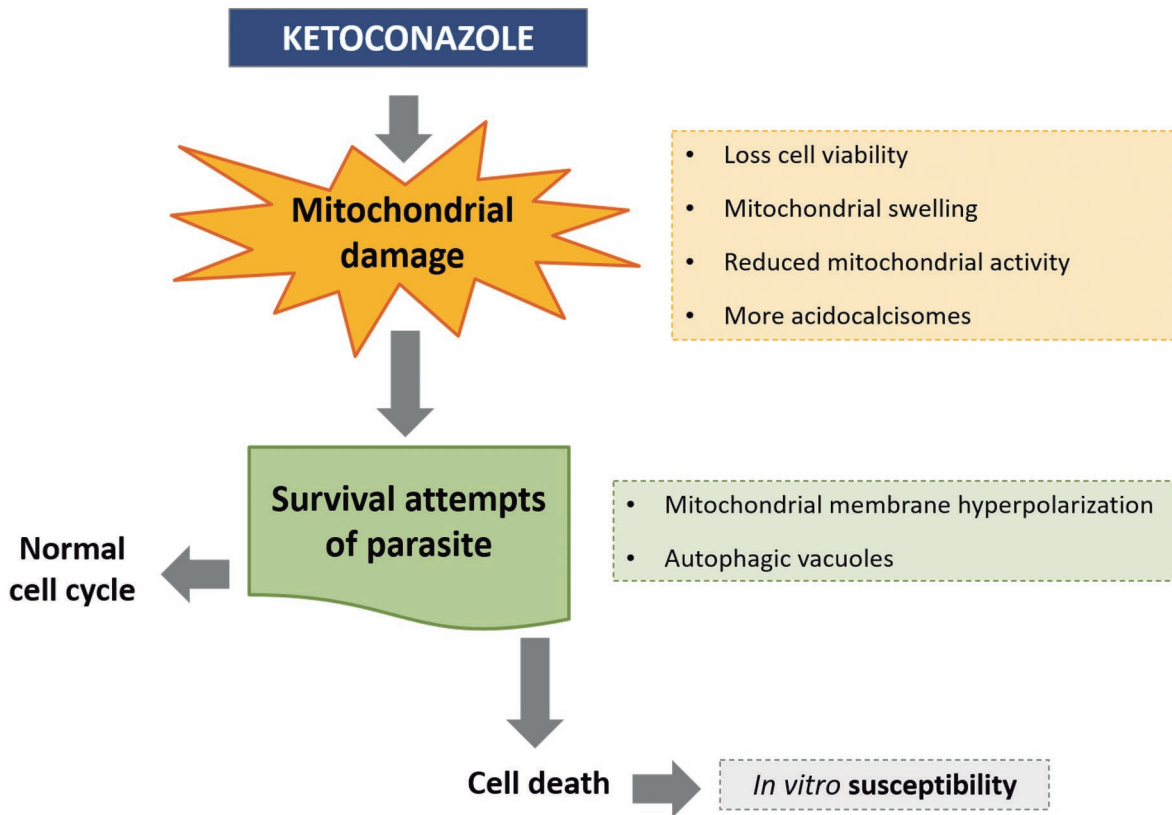 KETOCONAZOLE
Mitochondrial
damage
• Loss cell viability
• Mitochondrial swelling
• Reduced mitochondrial activity
• More acidocalcisomes
Survival attempts
of parasite
• Mitochondrial membrane hyperpolarization
• Autophagic vacuoles
Normal
cell cycle
Cell death
In vitro susceptibility